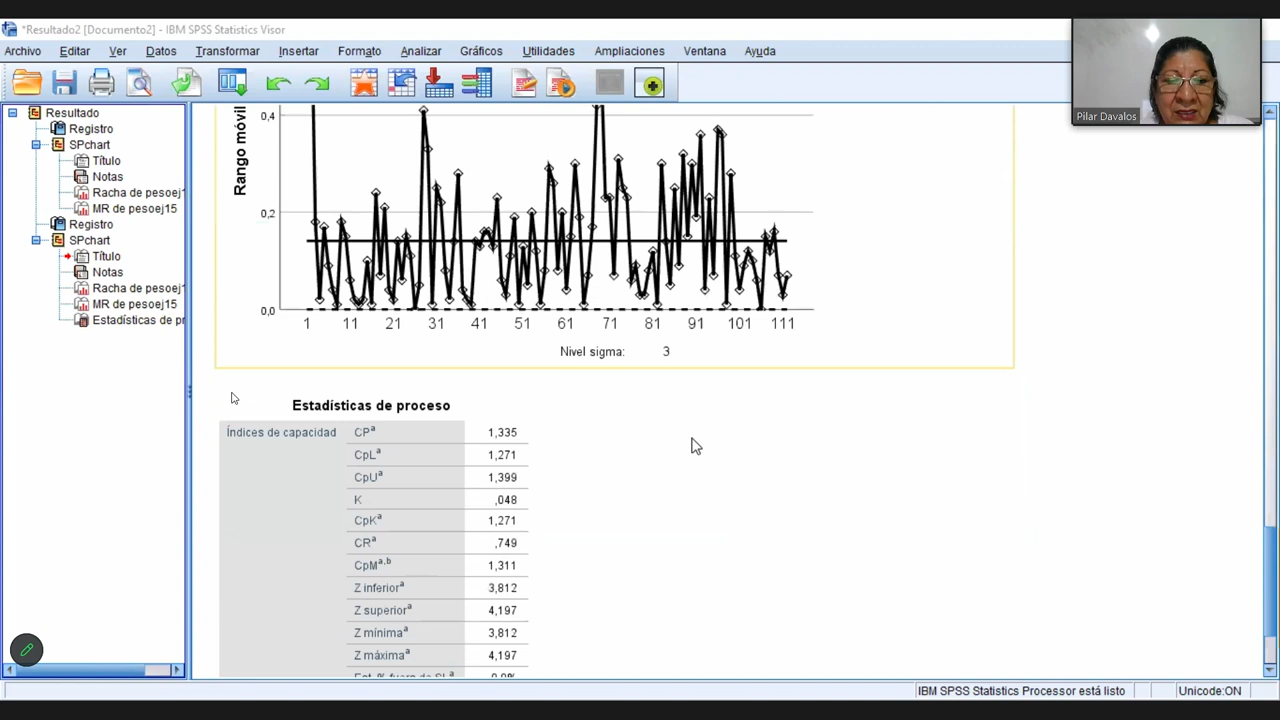 *Resultado2 [Documento2] - IBM SPSS Statistics Visor
Archivo Editar Ver Datos Transformar Insertar Formato Analizar Gráficos Utilidades Ampliaciones Ventana Ayuda
Pilar Davalos
Resultado
Registro
SPchart
Título
Notas
Racha de pesoej1
MR de pesoej15
Registro
SPchart
Título
Notas
Racha de pesoej1
MR de pesoej15
Estadísticas de pr
Rango móvil
0,4
0,2
0,0
1 11 21 31 41 51 61 71 81 91 101 111
Nivel sigma: 3
Estadísticas de proceso
Índices de capacidad CPa 1,335
CpLa 1,271
CpUa 1,399
K ,048
CpKa 1,271
CRa ,749
CpMa,b 1,311
Z inferiora 3,812
Z superiora 4,197
Z mínimaa 3,812
Z máximaa 4,197
IBM SPSS Statistics Processor está listo Unicode:ON